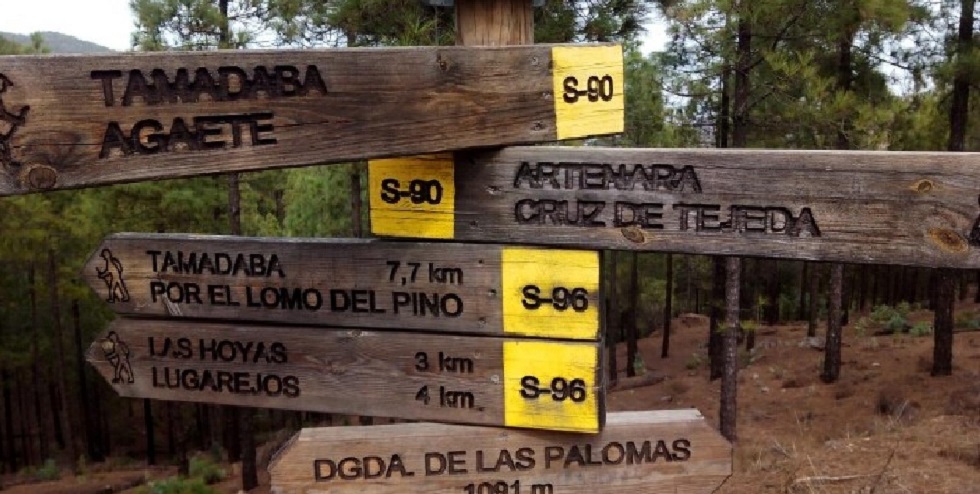 TAMADABA
AGAETE
S-90
S-90
ARTENARA
CRUZ DE TEJEDA
TAMADABA 7,7 km
POR EL LOMO DEL PINO
S-96
LAS HOYAS 3 km
LUGAREJOS 4 km
S-96
DGDA. DE LAS PALOMAS
1091 m